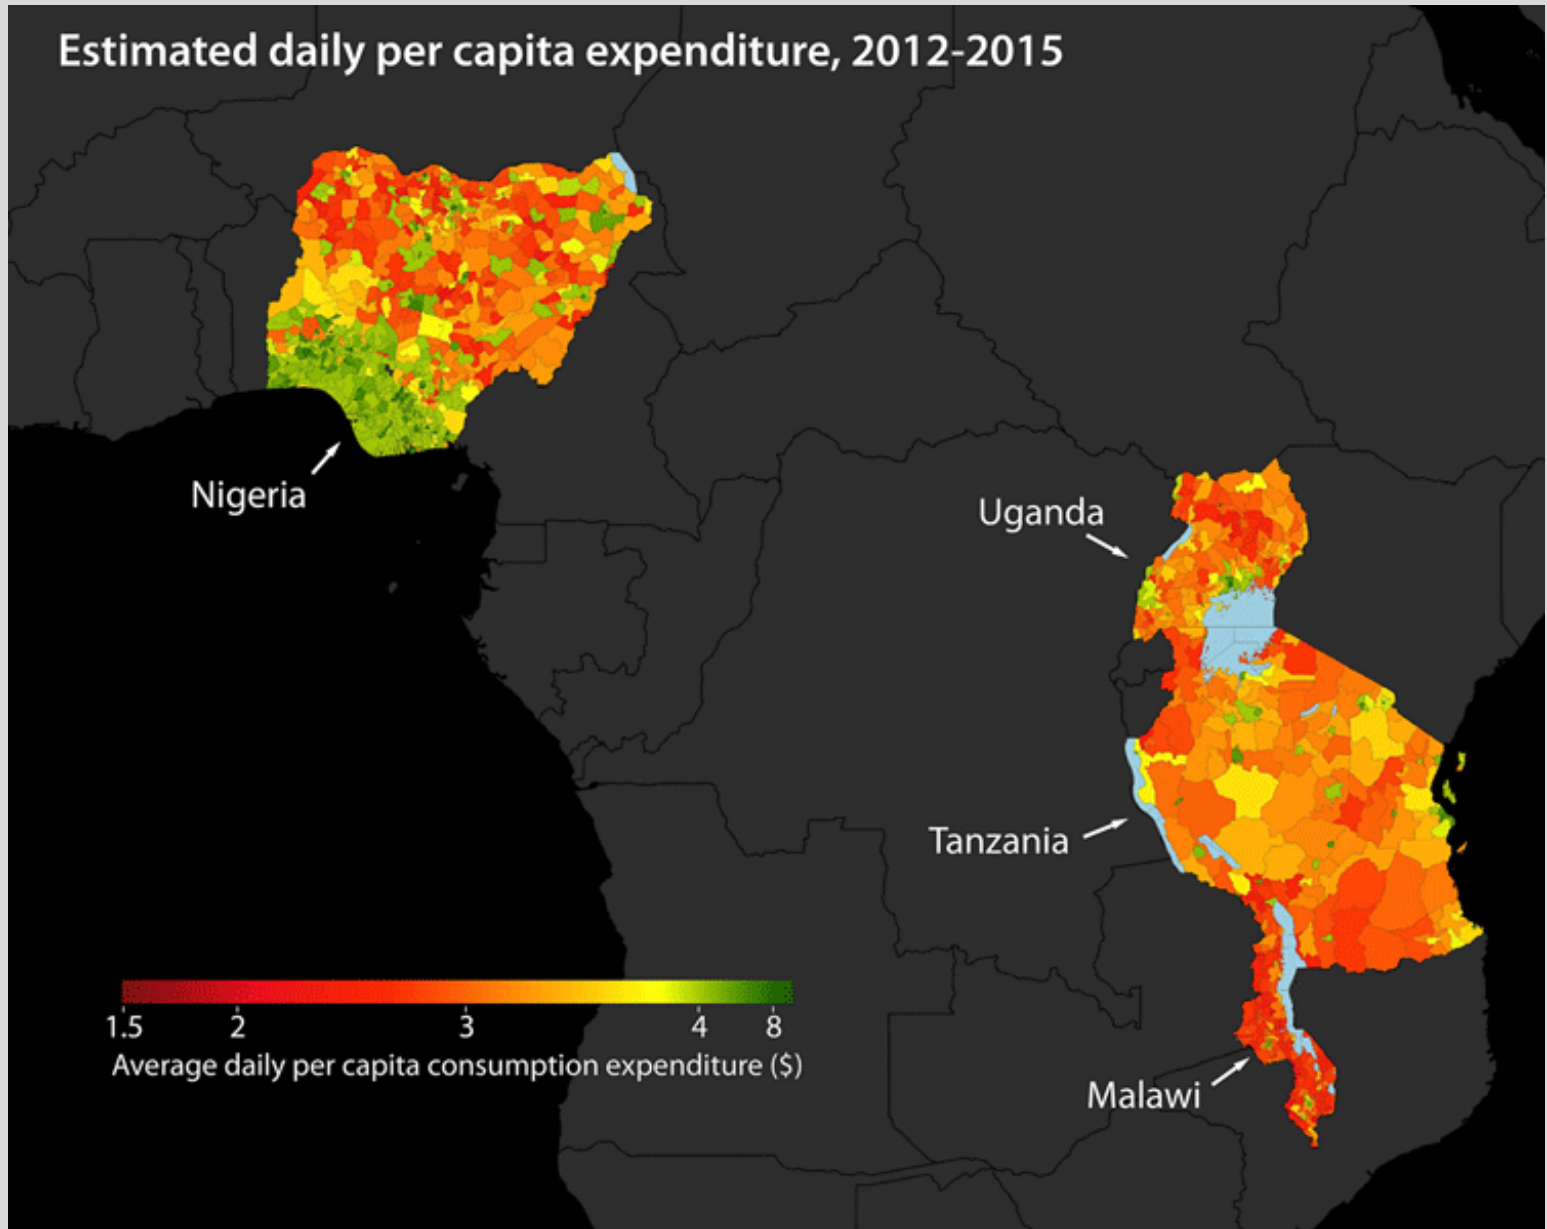 Estimated daily per capita expenditure, 2012-2015
Nigeria
Uganda
Tanzania
1.5 2 3 4 8
Average daily per capita consumption expenditure ($)
Malawi